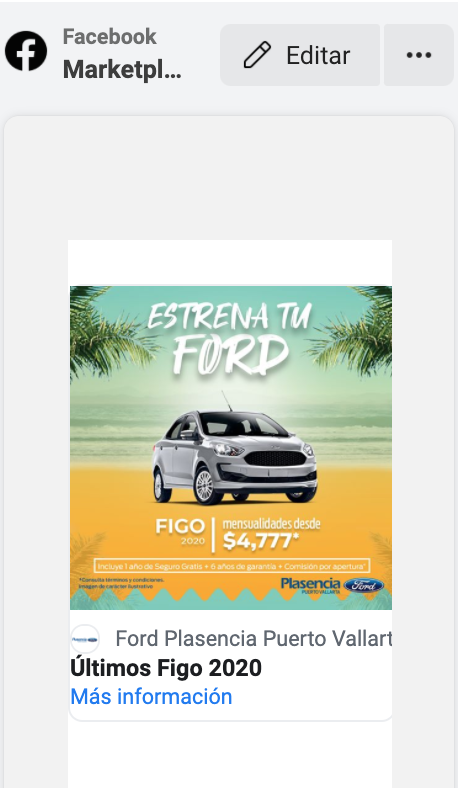 Facebook
Marketpl...
Editar
ESTRENA TU
FORD
FIGO
2020
mensualidades desde
$4,777*
Incluye 1 año de Seguro Gratis + 6 años de garantía + Comisión por apertura*
*Consulta términos y condiciones.
Imagen de carácter ilustrativo
Plasencia
PUERTO VALLARTA
Ford
Ford Plasencia Puerto Vallart
Últimos Figo 2020
Más información